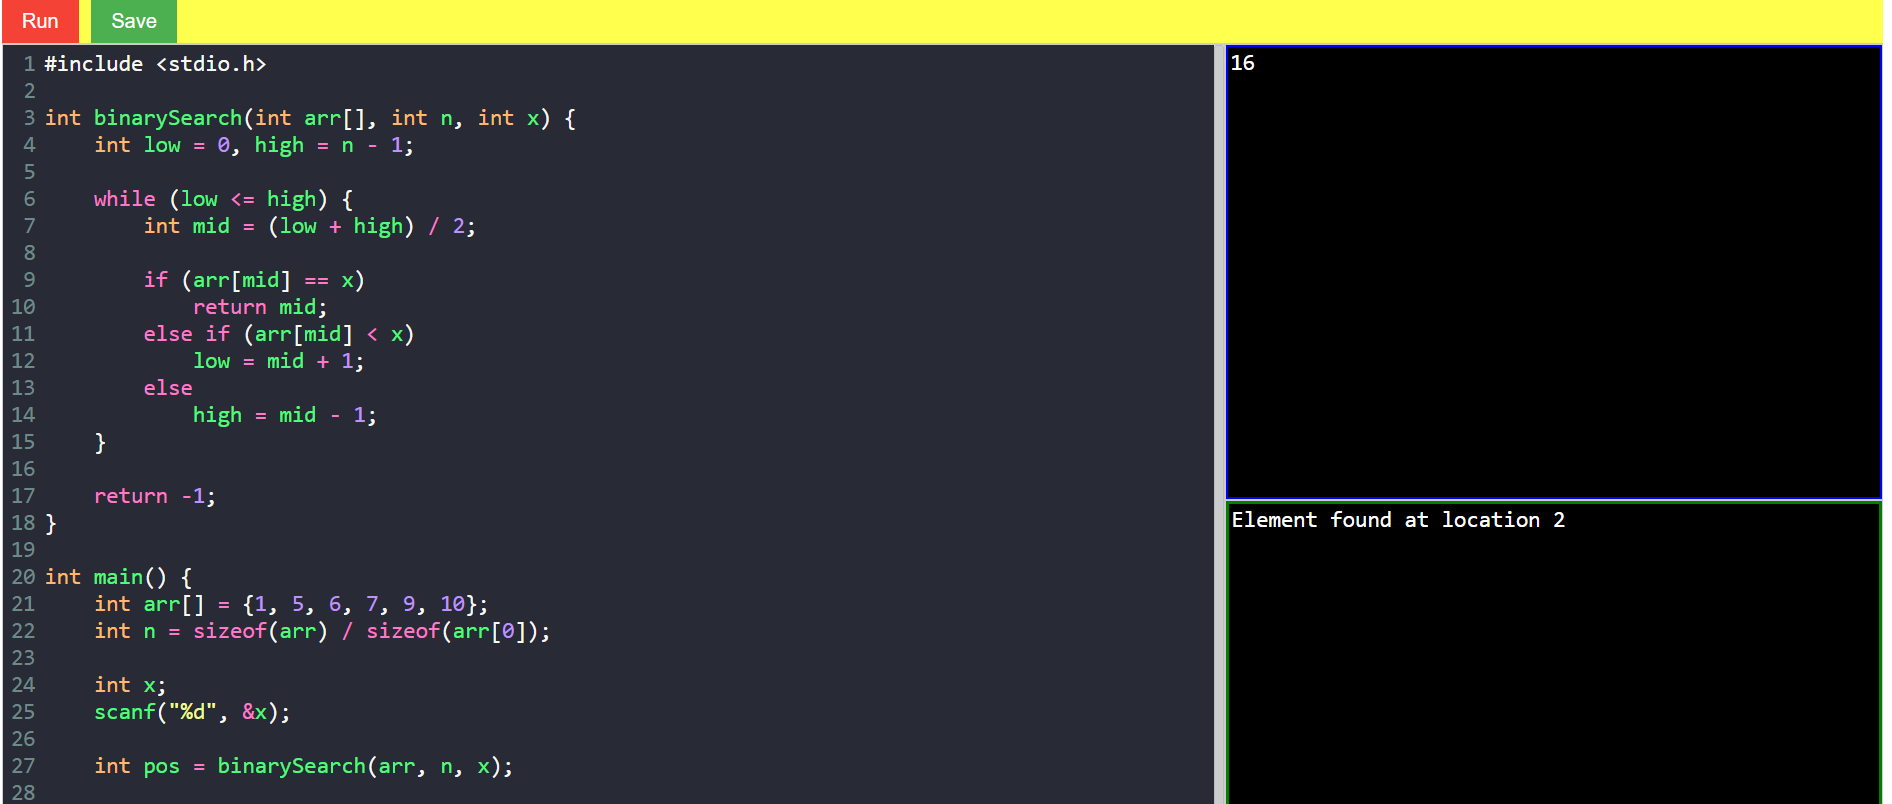 Run Save
1 #include <stdio.h>
2
3 int binarySearch(int arr[], int n, int x) {
4     int low = 0, high = n - 1;
5
6     while (low <= high) {
7         int mid = (low + high) / 2;
8
9         if (arr[mid] == x)
10             return mid;
11         else if (arr[mid] < x)
12             low = mid + 1;
13         else
14             high = mid - 1;
15     }
16
17     return -1;
18 }
19
20 int main() {
21     int arr[] = {1, 5, 6, 7, 9, 10};
22     int n = sizeof(arr) / sizeof(arr[0]);
23
24     int x;
25     scanf("%d", &x);
26
27     int pos = binarySearch(arr, n, x);
28
16
Element found at location 2